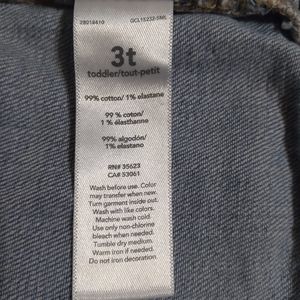 28018610 GCL15232-SML
3t
toddler/tout-petit
99% cotton/ 1% elastane
99 % coton/
1 % élasthanne
99% algodón/
1% elastano
RN# 35623
CA# 53061
Wash before use. Color
may transfer when new.
Turn garment inside out.
Wash with like colors.
Machine wash cold.
Use only non-chlorine
bleach when needed.
Tumble dry medium.
Warm iron if needed.
Do not iron decoration.